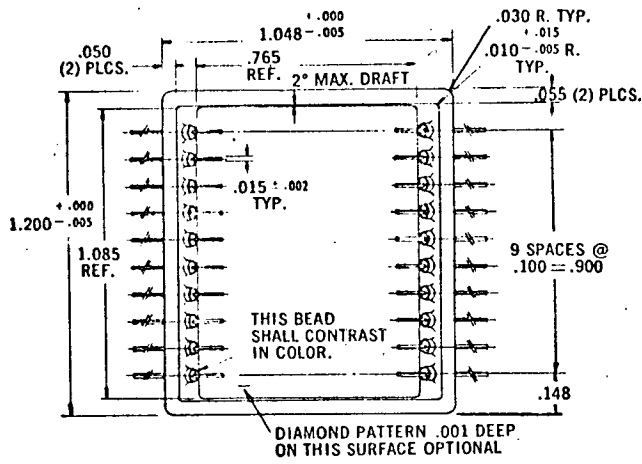 + .000
1.048 - .005
.030 R. TYP.
+ .015
.010 - .005 R.
TYP.
.050
(2) PLCS.
.765
REF.
2° MAX. DRAFT
.055 (2) PLCS.
.015 ± .002
TYP.
+ .000
1.200 - .005
1.085
REF.
9 SPACES @
.100 = .900
THIS BEAD
SHALL CONTRAST
IN COLOR.
.148
DIAMOND PATTERN .001 DEEP
ON THIS SURFACE OPTIONAL